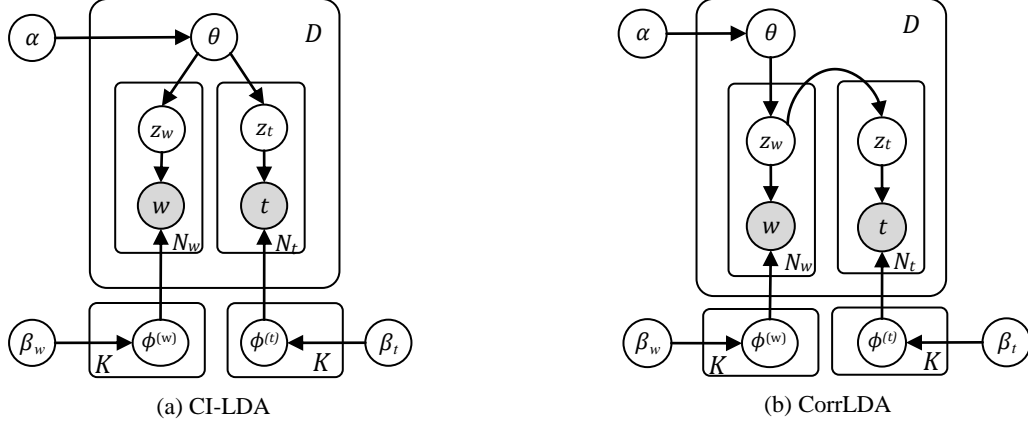 α θ D
z_w z_t
w t
N_w N_t
β_w ϕ^(w) K ϕ^(t) K β_t
(a) CI-LDA
α θ D
z_w z_t
w t
N_w N_t
β_w ϕ^(w) K ϕ^(t) K β_t
(b) CorrLDA